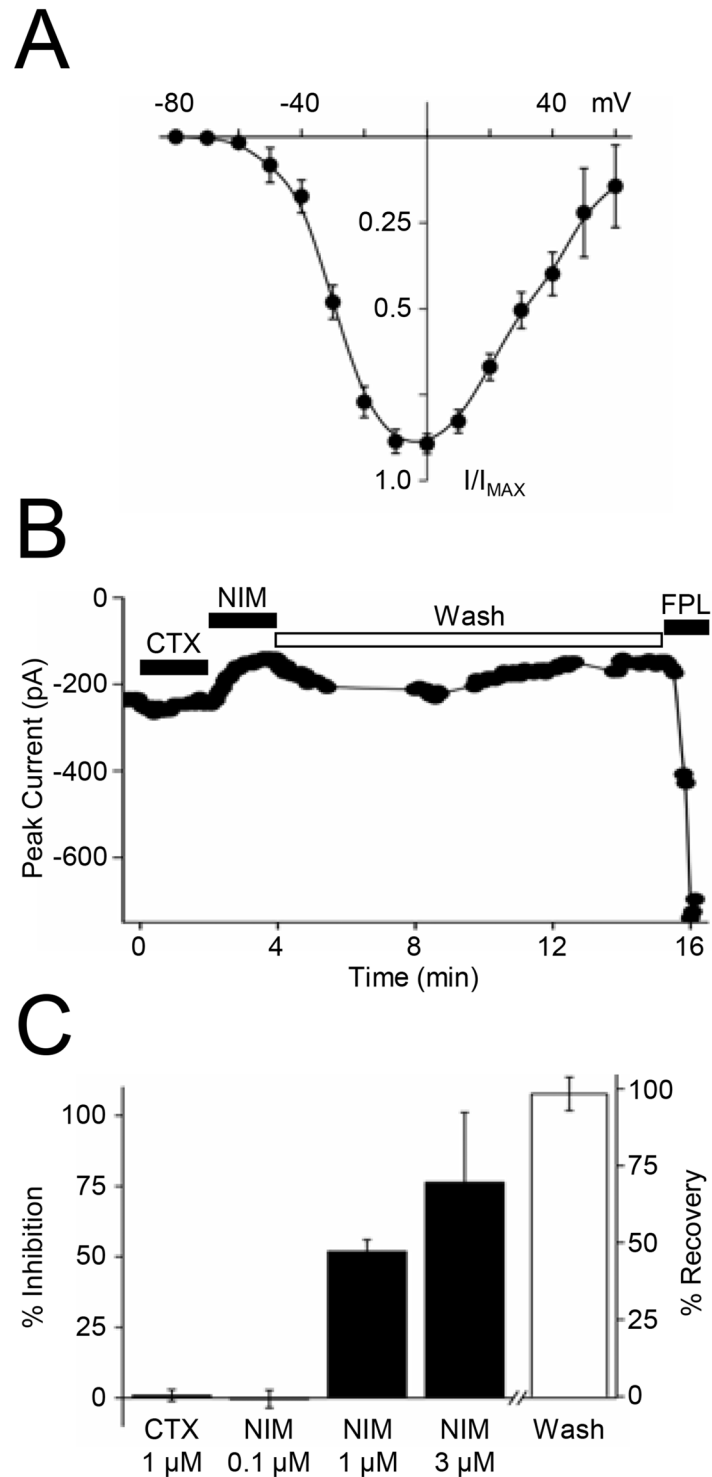 A
-80 -40 40 mV
0.25
0.5
1.0 I/IMAX
B
0
-200
-400
-600
Peak Current (pA)
CTX
NIM
Wash
FPL
0 4 8 12 16
Time (min)
C
100
75
50
25
0
% Inhibition
100
75
50
25
0
% Recovery
CTX NIM NIM NIM Wash
1 µM 0.1 µM 1 µM 3 µM